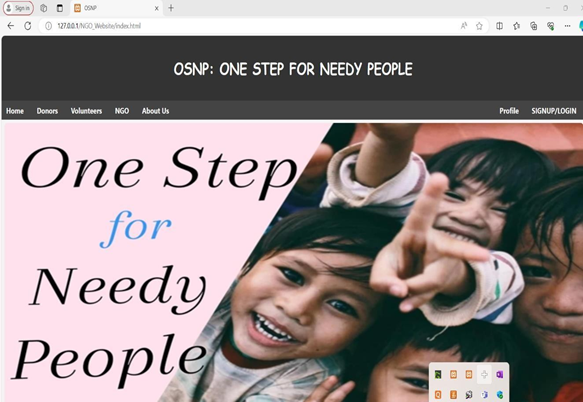 Sign in
OSNP
127.0.0.1/NGO_Website/index.html
OSNP: ONE STEP FOR NEEDY PEOPLE
Home Donors Volunteers NGO About Us Profile SIGNUP/LOGIN
One Step
for
Needy
People